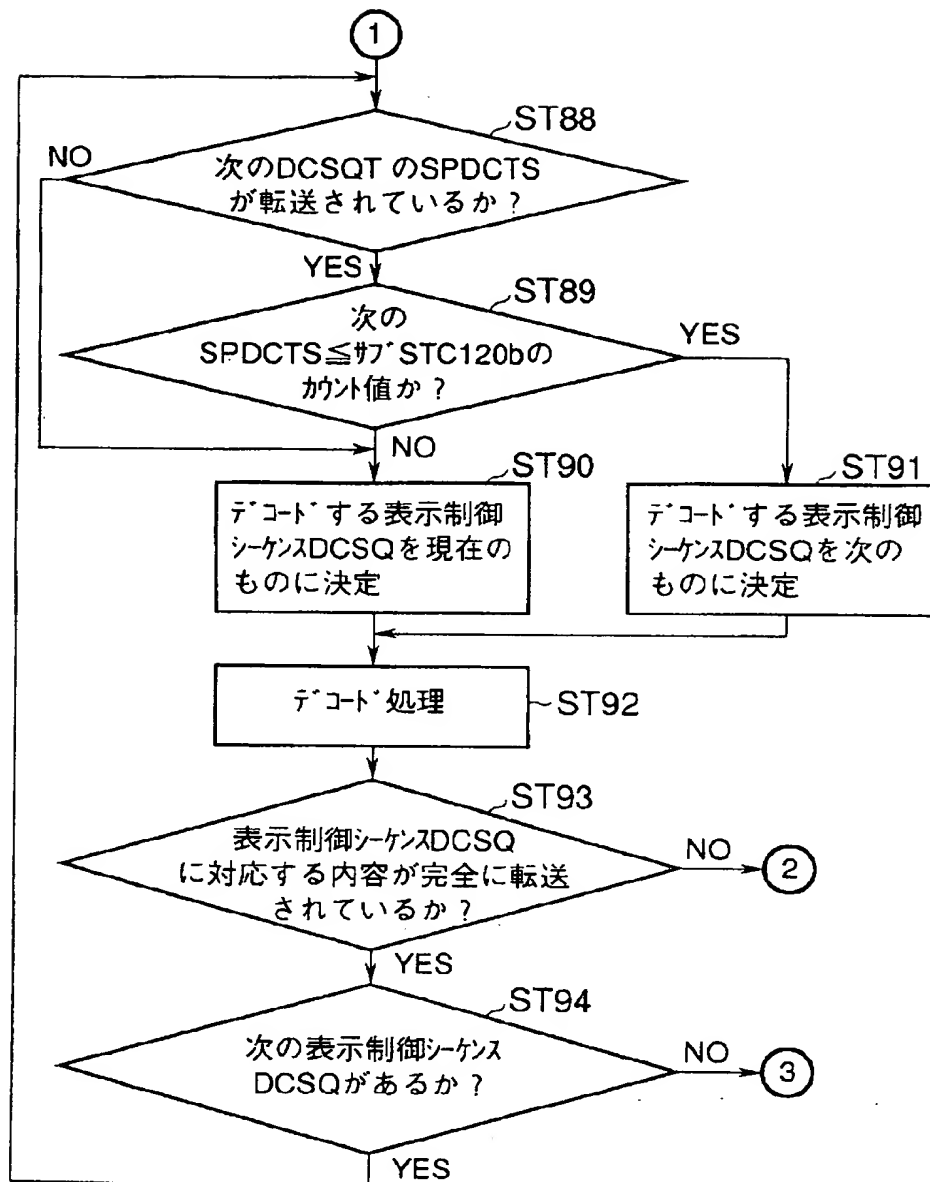 1
ST88
NO
次のDCSQT のSPDCTS
が転送されているか?
YES
ST89
次の
SPDCTS≦サブSTC120bの
カウント値か?
YES
NO
ST90
デコードする表示制御
シーケンスDCSQを現在の
ものに決定
ST91
デコードする表示制御
シーケンスDCSQを次の
ものに決定
デコード処理
ST92
ST93
表示制御シーケンスDCSQ
に対応する内容が完全に転送
されているか?
NO
2
YES
ST94
次の表示制御シーケンス
DCSQがあるか?
NO
3
YES